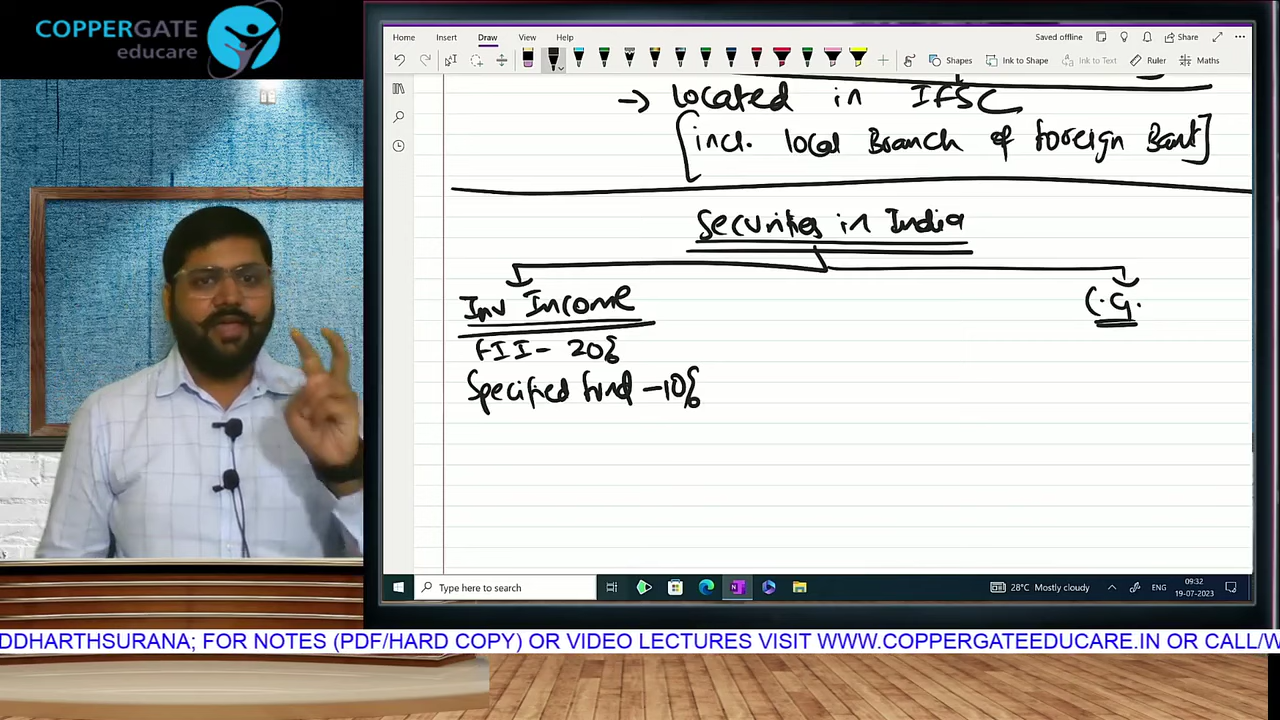 COPPERGATE
educare
Home Insert Draw View Help
Saved offline
Share
Shapes
Ink to Shape
Ink to Text
Ruler
Maths
→ located in IFSC
[incl. local Branch of foreign Bank]
Securities in India
Inv Income
C.G.
FII - 20%
Specified fund - 10%
Type here to search
28°C Mostly cloudy
ENG
09:32
19-07-2023
DDHARTHSURANA; FOR NOTES (PDF/HARD COPY) OR VIDEO LECTURES VISIT WWW.COPPERGATEEDUCARE.IN OR CALL/W